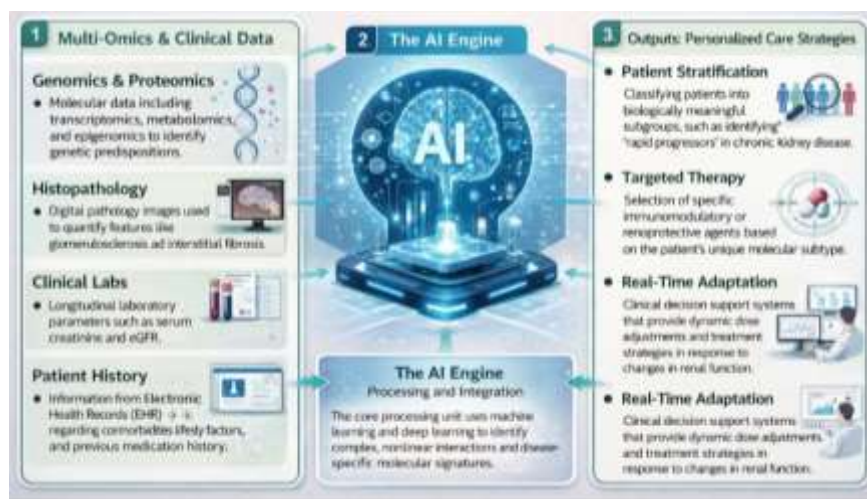 1 Multi-Omics & Clinical Data
Genomics & Proteomics
• Molecular data including
transcriptomics, metabolomics,
and epigenomics to identify
genetic predispositions.
Histopathology
• Digital pathology images used
to quantify features like
glomerulosclerosis ad interstitial fibrosis.
Clinical Labs
• Longitudinal laboratory
parameters such as serum
creatinine and eGFR.
Patient History
• Information from Electronic
Health Records (EHR)
regarding comorbidites lifesly factors,
and previous medication history.
2 The AI Engine
AI
The AI Engine
Processing and Integration
The core processing unit uses machine
learning and deep learning to identify
complex, nonlinear interactions and disease-
specific molecular signatures.
3 Outputs: Personalized Care Strategies
• Patient Stratification
Classifying patients into
biologically meaningful
subgroups, such as identifying
'rapid progressors' in chronic kidney disease.
• Targeted Therapy
Selection of specific
immunomodulatory or
renoprotective agents based
on the patient's unique molecular subtype.
• Real-Time Adaptation
Clinical decision support systems
that provide dynamic dose
adjustments and treatment
strategies in response to
changes in renal function.
• Real-Time Adaptation
Clinical decision support systems
that provide dynamic dose adjustments
and treatment strategies in
response to changes in renal function.